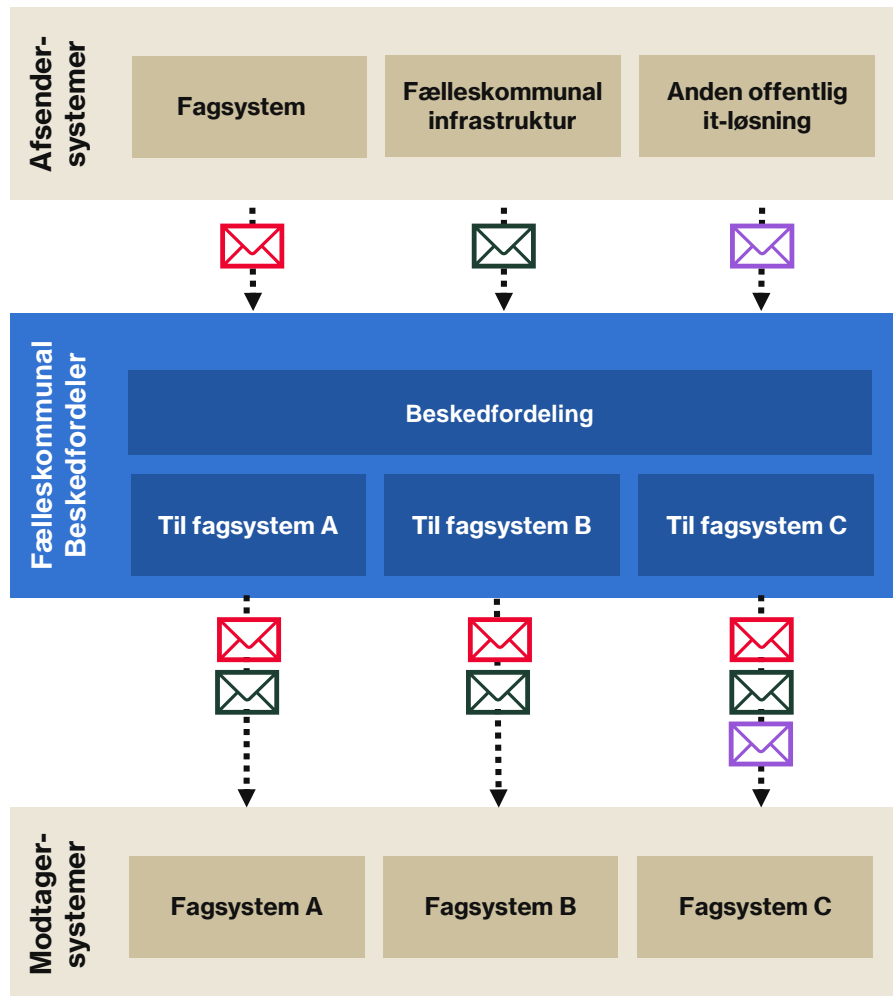 Afsender-
systemer
Fagsystem
Fælleskommunal
infrastruktur
Anden offentlig
it-løsning
Fælleskommunal
Beskedfordeler
Beskedfordeling
Til fagsystem A
Til fagsystem B
Til fagsystem C
Modtager-
systemer
Fagsystem A
Fagsystem B
Fagsystem C